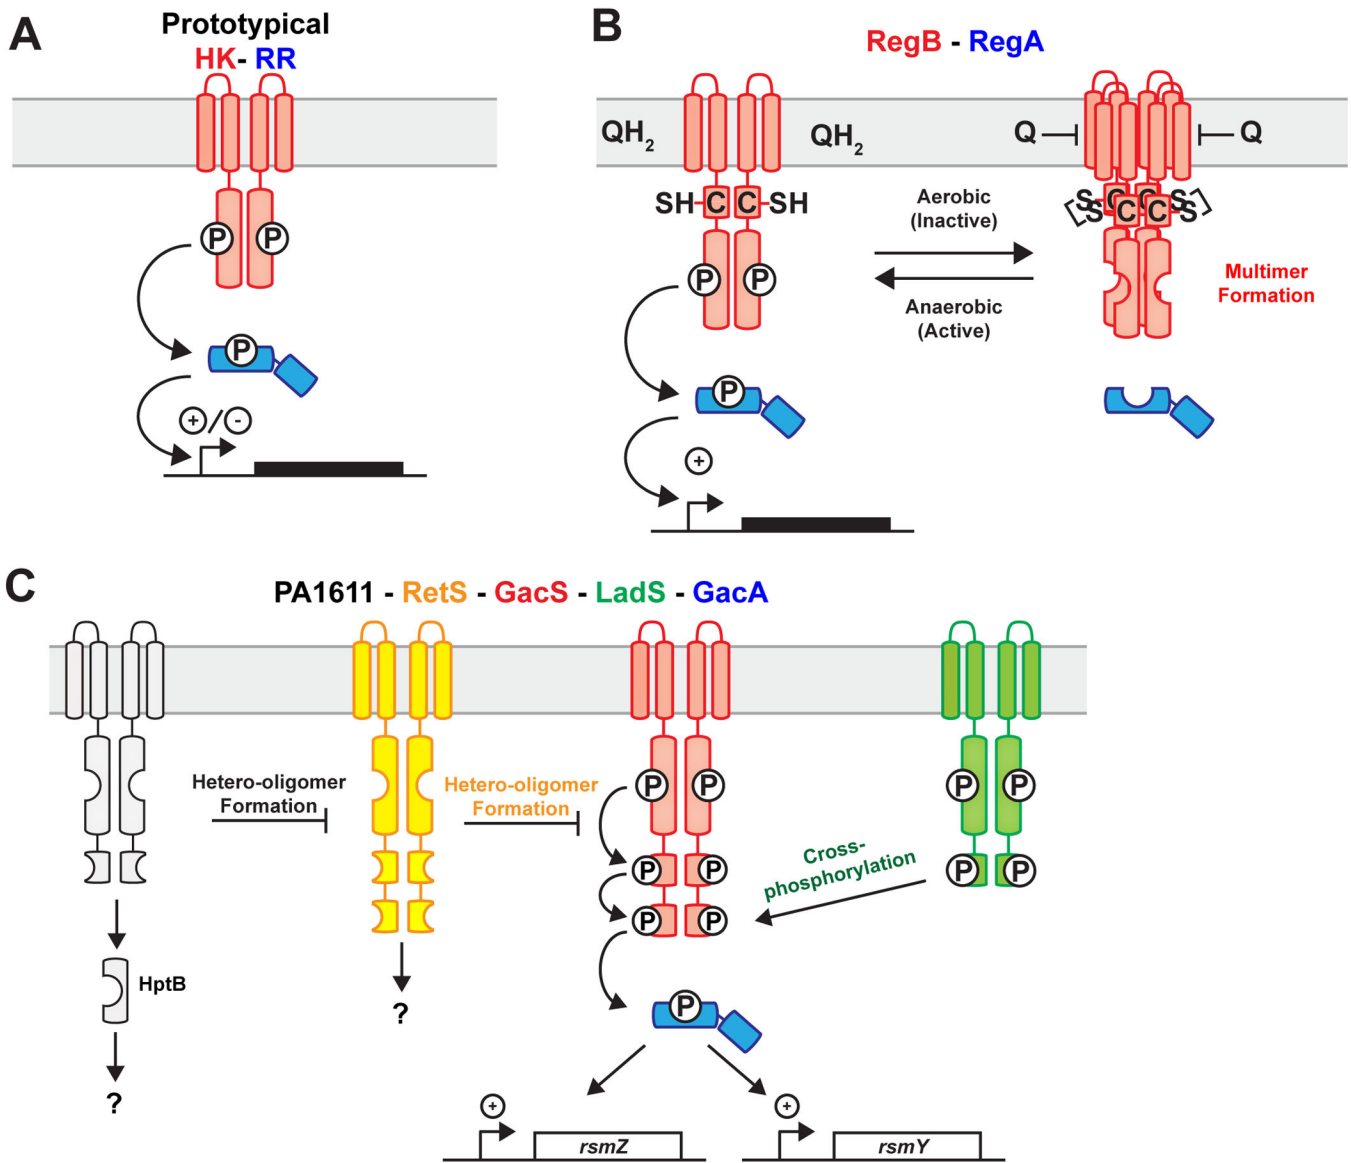 A
Prototypical
HK- RR
P
P
P
+/-
B
RegB - RegA
QH2
QH2
Q
Q
SH
C
C
SH
Aerobic
(Inactive)
Anaerobic
(Active)
S
C
C
S
S
C
C
S
P
P
Multimer
Formation
P
+
C
PA1611 - RetS - GacS - LadS - GacA
Hetero-oligomer
Formation
Hetero-oligomer
Formation
P
P
P
P
P
P
P
P
P
P
Cross-
phosphorylation
HptB
?
?
P
+
rsmZ
+
rsmY